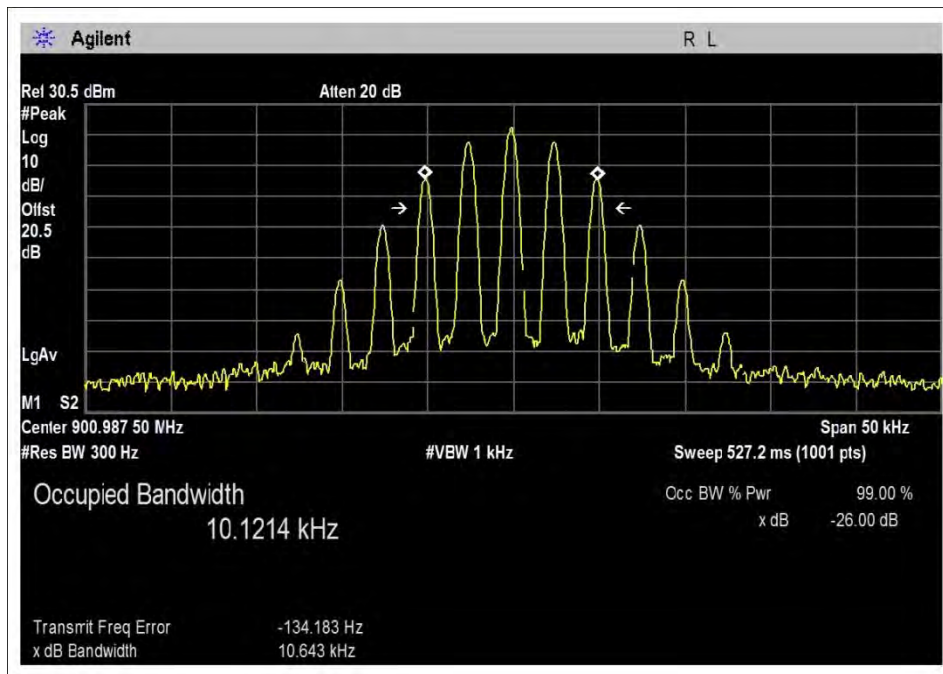 Agilent R L
Ref 30.5 dBm Atten 20 dB
#Peak
Log
10
dB/
Offst
20.5
dB
LgAv
M1 S2
Center 900.987 50 MHz Span 50 kHz
#Res BW 300 Hz #VBW 1 kHz Sweep 527.2 ms (1001 pts)
Occupied Bandwidth
10.1214 kHz
Occ BW % Pwr 99.00 %
x dB -26.00 dB
Transmit Freq Error -134.183 Hz
x dB Bandwidth 10.643 kHz